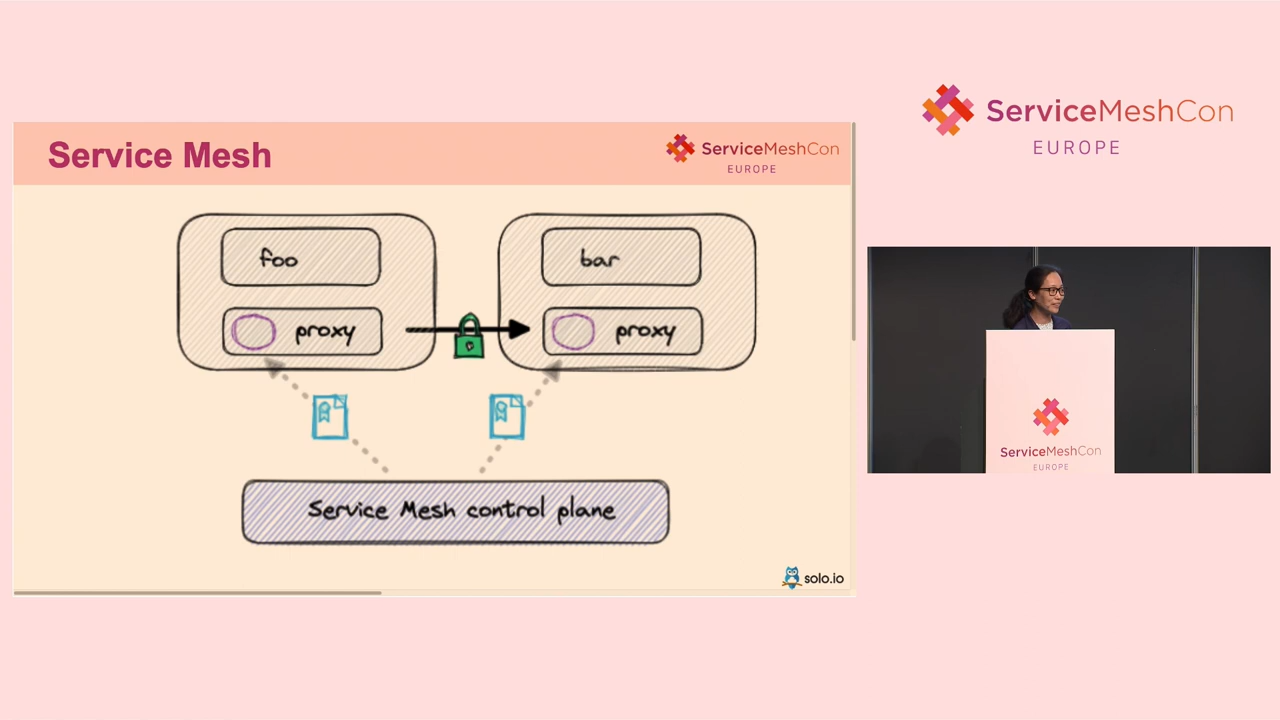 Service Mesh
ServiceMeshCon
EUROPE
foo
bar
proxy
proxy
Service Mesh control plane
solo.io
ServiceMeshCon
EUROPE
ServiceMeshCon
EUROPE